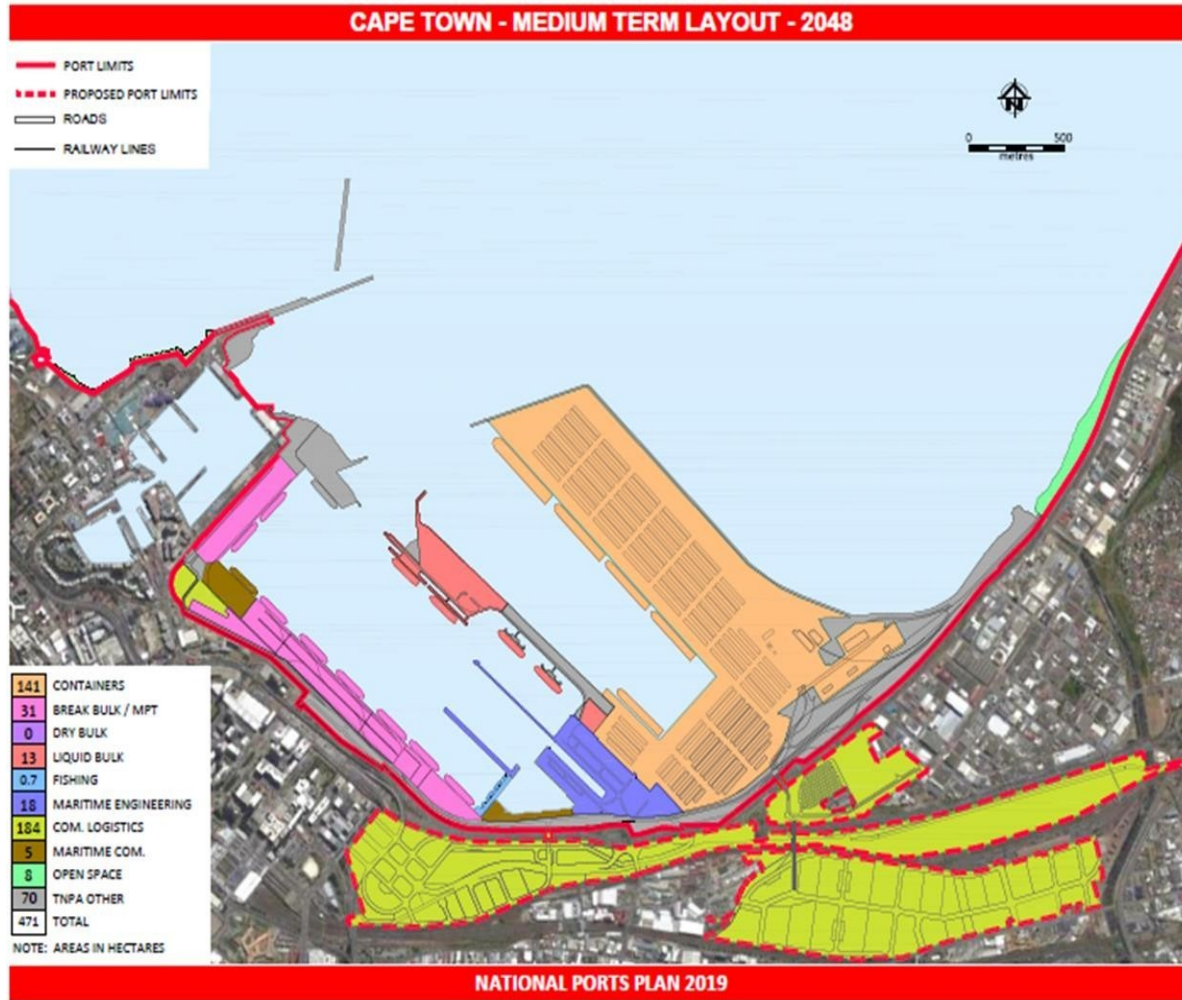 CAPE TOWN - MEDIUM TERM LAYOUT - 2048
PORT LIMITS
PROPOSED PORT LIMITS
ROADS
RAILWAY LINES
N
0 500
metres
141 CONTAINERS
31 BREAK BULK / MPT
0 DRY BULK
13 LIQUID BULK
0.7 FISHING
18 MARITIME ENGINEERING
184 COM. LOGISTICS
5 MARITIME COM.
8 OPEN SPACE
70 TNPA OTHER
471 TOTAL
NOTE: AREAS IN HECTARES
NATIONAL PORTS PLAN 2019